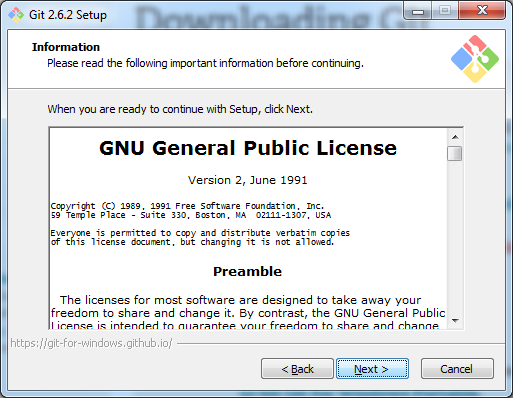 Downloading Git
Git 2.6.2 Setup
Information
Please read the following important information before continuing.
When you are ready to continue with Setup, click Next.
GNU General Public License
Version 2, June 1991
Copyright (C) 1989, 1991 Free Software Foundation, Inc.
59 Temple Place - Suite 330, Boston, MA  02111-1307, USA
Everyone is permitted to copy and distribute verbatim copies
of this license document, but changing it is not allowed.
Preamble
The licenses for most software are designed to take away your
freedom to share and change it. By contrast, the GNU General Public
License is intended to guarantee your freedom to share and change
https://git-for-windows.github.io/
< Back
Next >
Cancel